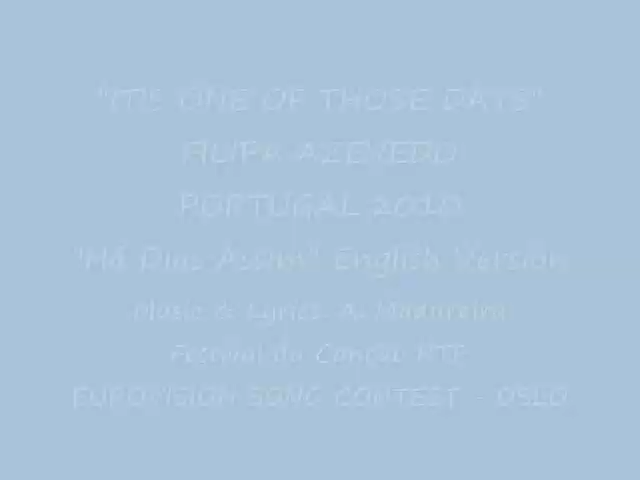 "IT'S ONE OF THOSE DAYS"
FILIPA AZEVEDO
PORTUGAL 2010
"Há Dias Assim" English Version
Music & Lyrics: A. Madureira
Festival da Canção RTP
EUROVISION SONG CONTEST - OSLO